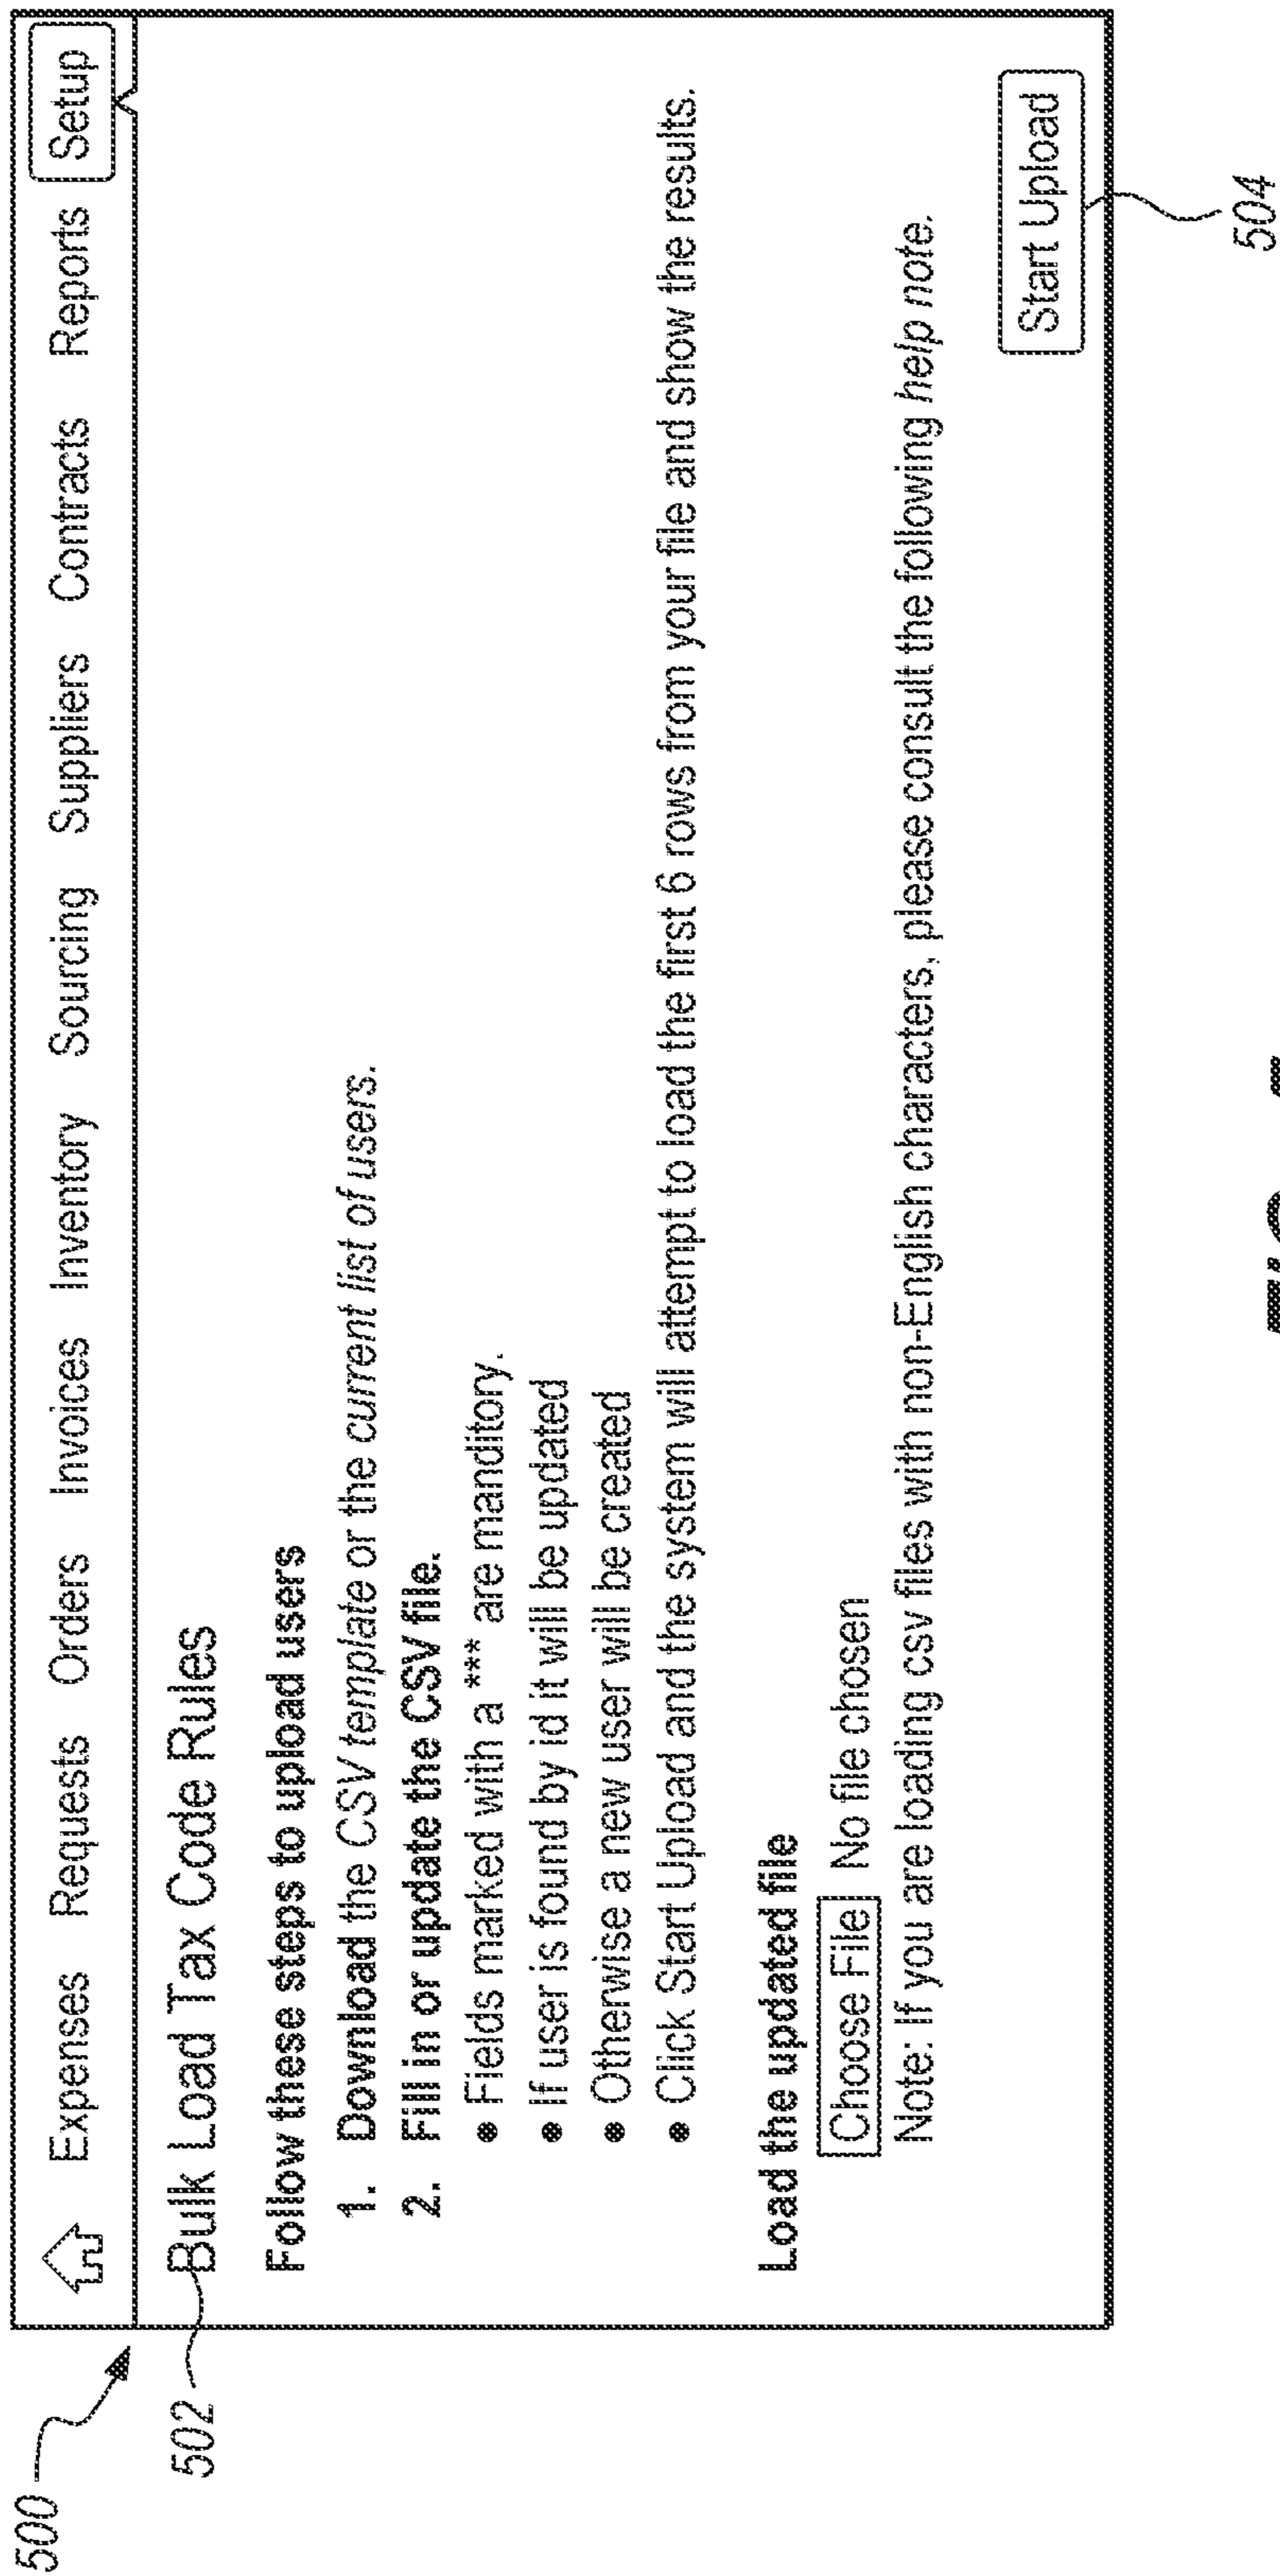 500
Expenses Requests Orders Invoices Inventory Sourcing Suppliers Contracts Reports Setup
502
Bulk Load Tax Code Rules
Follow these steps to upload users
1. Download the CSV template or the current list of users.
2. Fill in or update the CSV file.
● Fields marked with a *** are manditory.
● If user is found by id it will be updated
● Otherwise a new user will be created
● Click Start Upload and the system will attempt to load the first 6 rows from your file and show the results.
Load the updated file
Choose File No file chosen
Note: If you are loading csv files with non-English characters, please consult the following help note.
Start Upload
504